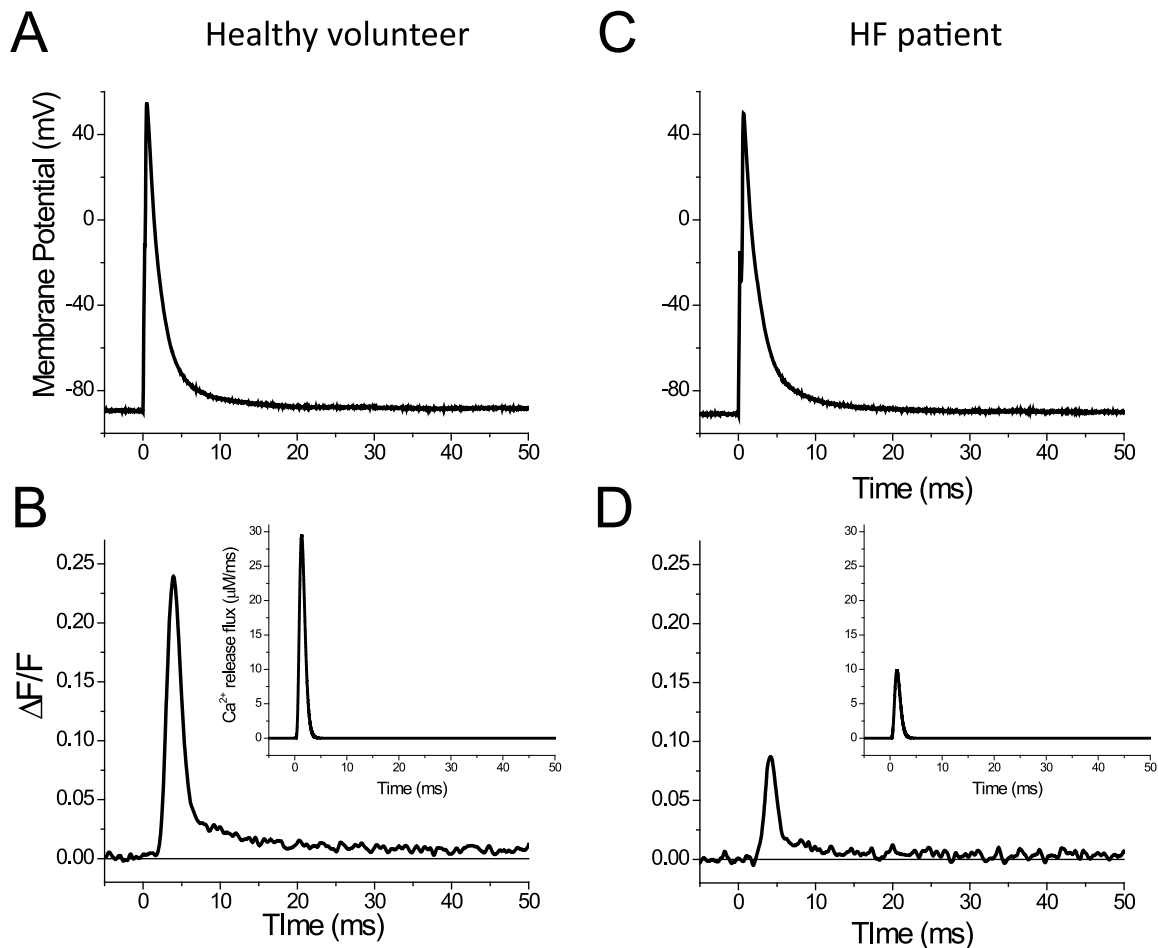 A
Healthy volunteer
C
HF patient
Membrane Potential (mV)
40
0
-40
-80
0 10 20 30 40 50
40
0
-40
-80
0 10 20 30 40 50
Time (ms)
B
ΔF/F
0.25
0.20
0.15
0.10
0.05
0.00
0 10 20 30 40 50
TIme (ms)
Ca²⁺ release flux (μM/ms)
30
25
20
15
10
5
0
0 10 20 30 40 50
Time (ms)
D
0.25
0.20
0.15
0.10
0.05
0.00
0 10 20 30 40 50
TIme (ms)
30
25
20
15
10
5
0
0 10 20 30 40 50
Time (ms)